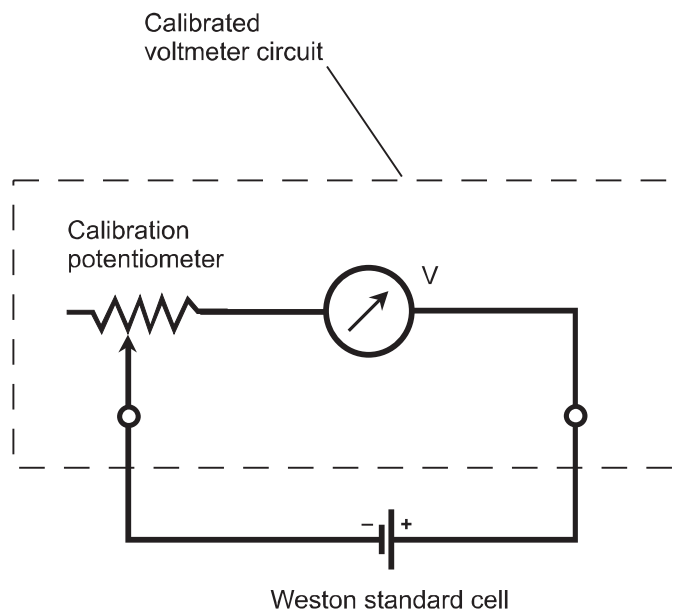 Calibrated
voltmeter circuit
Calibration
potentiometer
V
– +
Weston standard cell